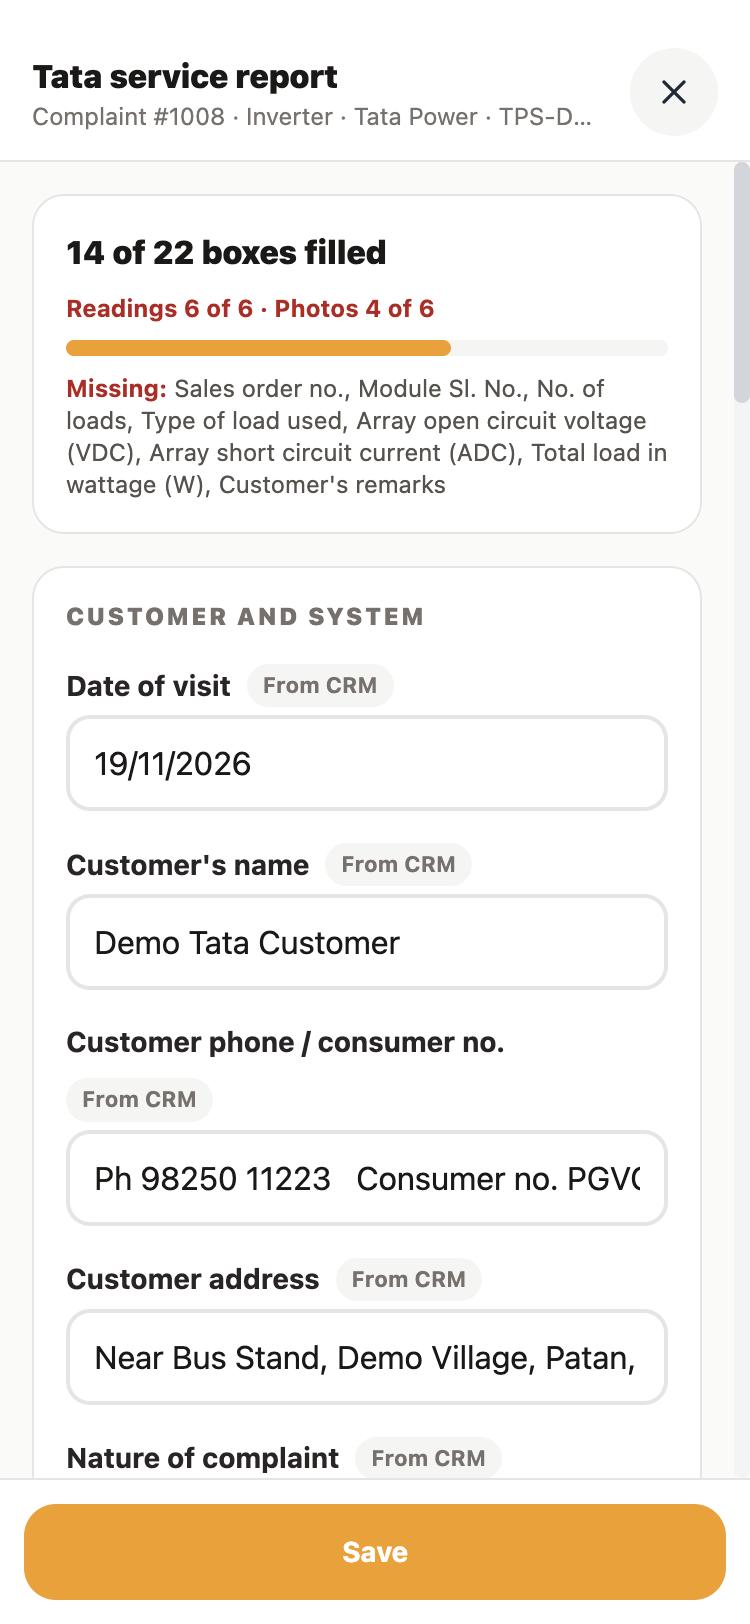 Tata service report
Complaint #1008 · Inverter · Tata Power · TPS-D...
14 of 22 boxes filled
Readings 6 of 6 · Photos 4 of 6
Missing: Sales order no., Module Sl. No., No. of
loads, Type of load used, Array open circuit voltage
(VDC), Array short circuit current (ADC), Total load in
wattage (W), Customer's remarks
CUSTOMER AND SYSTEM
Date of visit From CRM
19/11/2026
Customer's name From CRM
Demo Tata Customer
Customer phone / consumer no.
From CRM
Ph 98250 11223 Consumer no. PGV
Customer address From CRM
Near Bus Stand, Demo Village, Patan,
Nature of complaint From CRM
Save